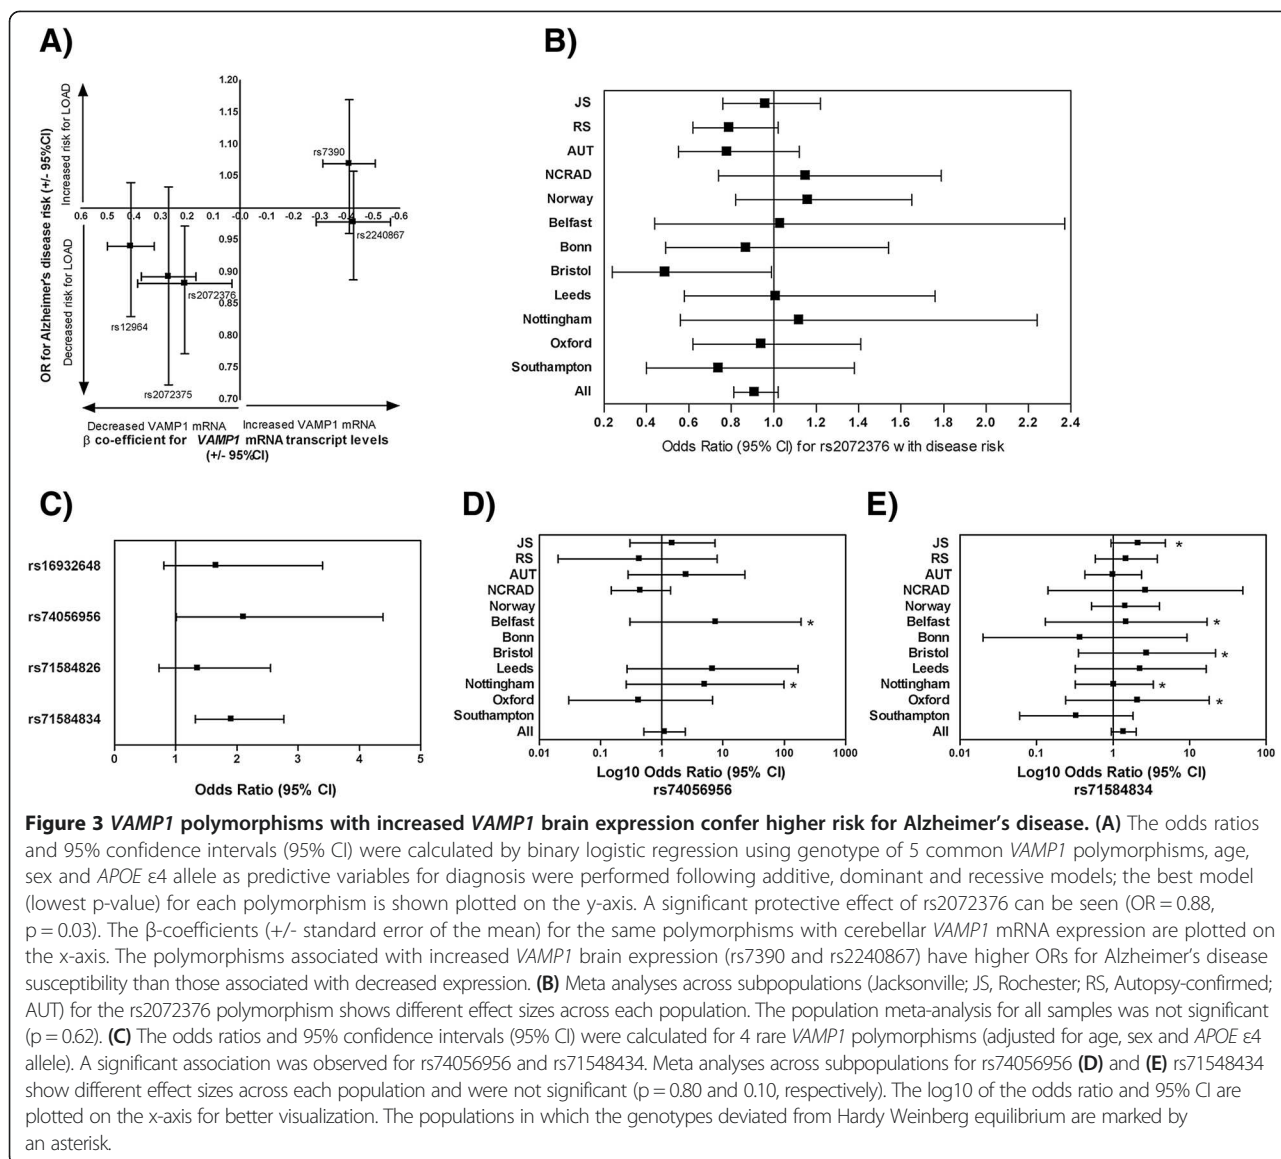 A)
OR for Alzheimer's disease risk (+/- 95%CI)
Increased risk for LOAD
Decreased risk for LOAD
1.20
1.15
1.10
1.05
0.95
0.90
0.85
0.80
0.75
0.70
0.6 0.5 0.4 0.3 0.2 0.1 0.0 -0.0 -0.1 -0.2 -0.3 -0.4 -0.5 -0.6
rs7390
rs2240867
rs2072376
rs12964
rs2072375
Decreased VAMP1 mRNA Increased VAMP1 mRNA
β co-efficient for VAMP1 mRNA transcript levels
(+/- 95%CI)
B)
JS
RS
AUT
NCRAD
Norway
Belfast
Bonn
Bristol
Leeds
Nottingham
Oxford
Southampton
All
0.2 0.4 0.6 0.8 1.0 1.2 1.4 1.6 1.8 2.0 2.2 2.4
Odds Ratio (95% CI) for rs2072376 with disease risk
C)
rs16932648
rs74056956
rs71584826
rs71584834
0 1 2 3 4 5
Odds Ratio (95% CI)
D)
JS
RS
AUT
NCRAD
Norway
Belfast *
Bonn
Bristol
Leeds
Nottingham *
Oxford
Southampton
All
0.01 0.1 1 10 100 1000
Log10 Odds Ratio (95% CI)
rs74056956
E)
JS *
RS
AUT
NCRAD
Norway
Belfast *
Bonn
Bristol *
Leeds
Nottingham *
Oxford *
Southampton
All
0.01 0.1 1 10 100
Log10 Odds Ratio (95% CI)
rs71584834
Figure 3 VAMP1 polymorphisms with increased VAMP1 brain expression confer higher risk for Alzheimer's disease. (A) The odds ratios
and 95% confidence intervals (95% CI) were calculated by binary logistic regression using genotype of 5 common VAMP1 polymorphisms, age,
sex and APOE ε4 allele as predictive variables for diagnosis were performed following additive, dominant and recessive models; the best model
(lowest p-value) for each polymorphism is shown plotted on the y-axis. A significant protective effect of rs2072376 can be seen (OR = 0.88,
p = 0.03). The β-coefficients (+/- standard error of the mean) for the same polymorphisms with cerebellar VAMP1 mRNA expression are plotted on
the x-axis. The polymorphisms associated with increased VAMP1 brain expression (rs7390 and rs2240867) have higher ORs for Alzheimer's disease
susceptibility than those associated with decreased expression. (B) Meta analyses across subpopulations (Jacksonville; JS, Rochester; RS, Autopsy-confirmed;
AUT) for the rs2072376 polymorphism shows different effect sizes across each population. The population meta-analysis for all samples was not significant
(p = 0.62). (C) The odds ratios and 95% confidence intervals (95% CI) were calculated for 4 rare VAMP1 polymorphisms (adjusted for age, sex and APOE ε4
allele). A significant association was observed for rs74056956 and rs71548434. Meta analyses across subpopulations for rs74056956 (D) and (E) rs71548434
show different effect sizes across each population and were not significant (p = 0.80 and 0.10, respectively). The log10 of the odds ratio and 95% CI are
plotted on the x-axis for better visualization. The populations in which the genotypes deviated from Hardy Weinberg equilibrium are marked by
an asterisk.